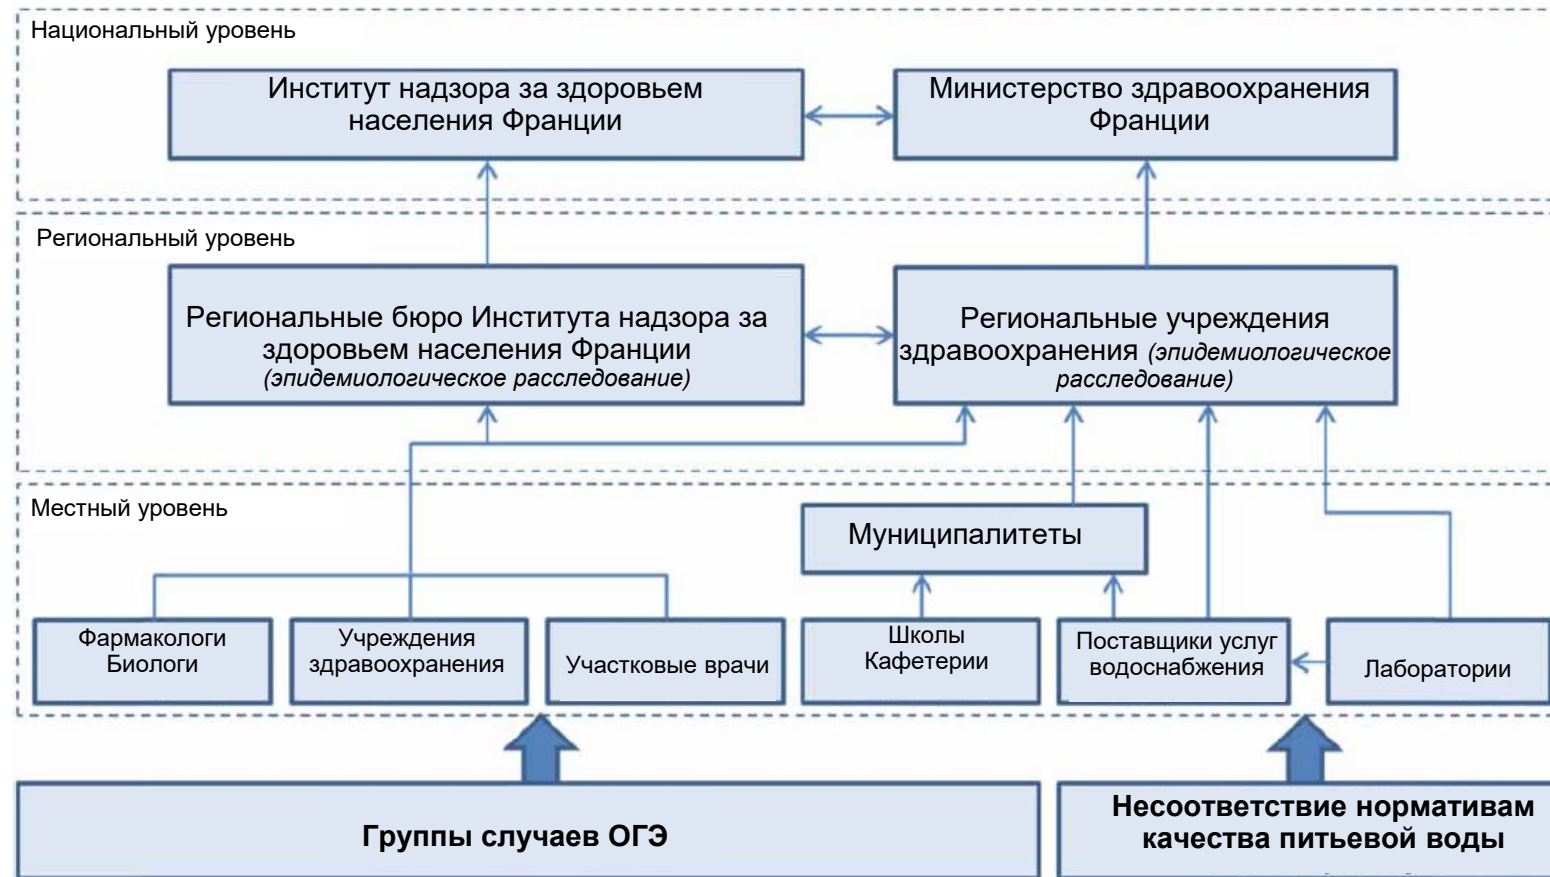 Национальный уровень
Институт надзора за здоровьем
населения Франции
Министерство здравоохранения
Франции
Региональный уровень
Региональные бюро Института надзора за
здоровьем населения Франции
(эпидемиологическое расследование)
Региональные учреждения
здравоохранения (эпидемиологическое
расследование)
Местный уровень
Муниципалитеты
Фармакологи
Биологи
Учреждения
здравоохранения
Участковые врачи
Школы
Кафетерии
Поставщики услуг
водоснабжения
Лаборатории
Группы случаев ОГЭ
Несоответствие нормативам
качества питьевой воды